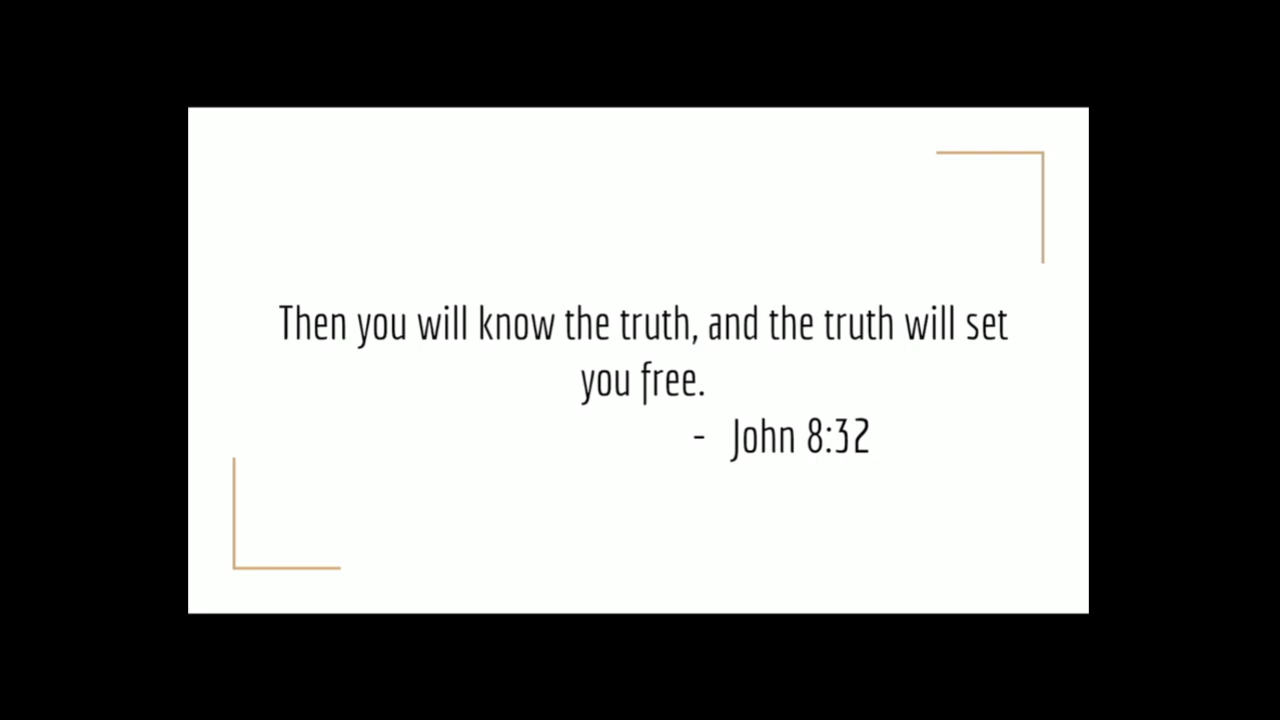 Then you will know the truth, and the truth will set
you free.
- John 8:32